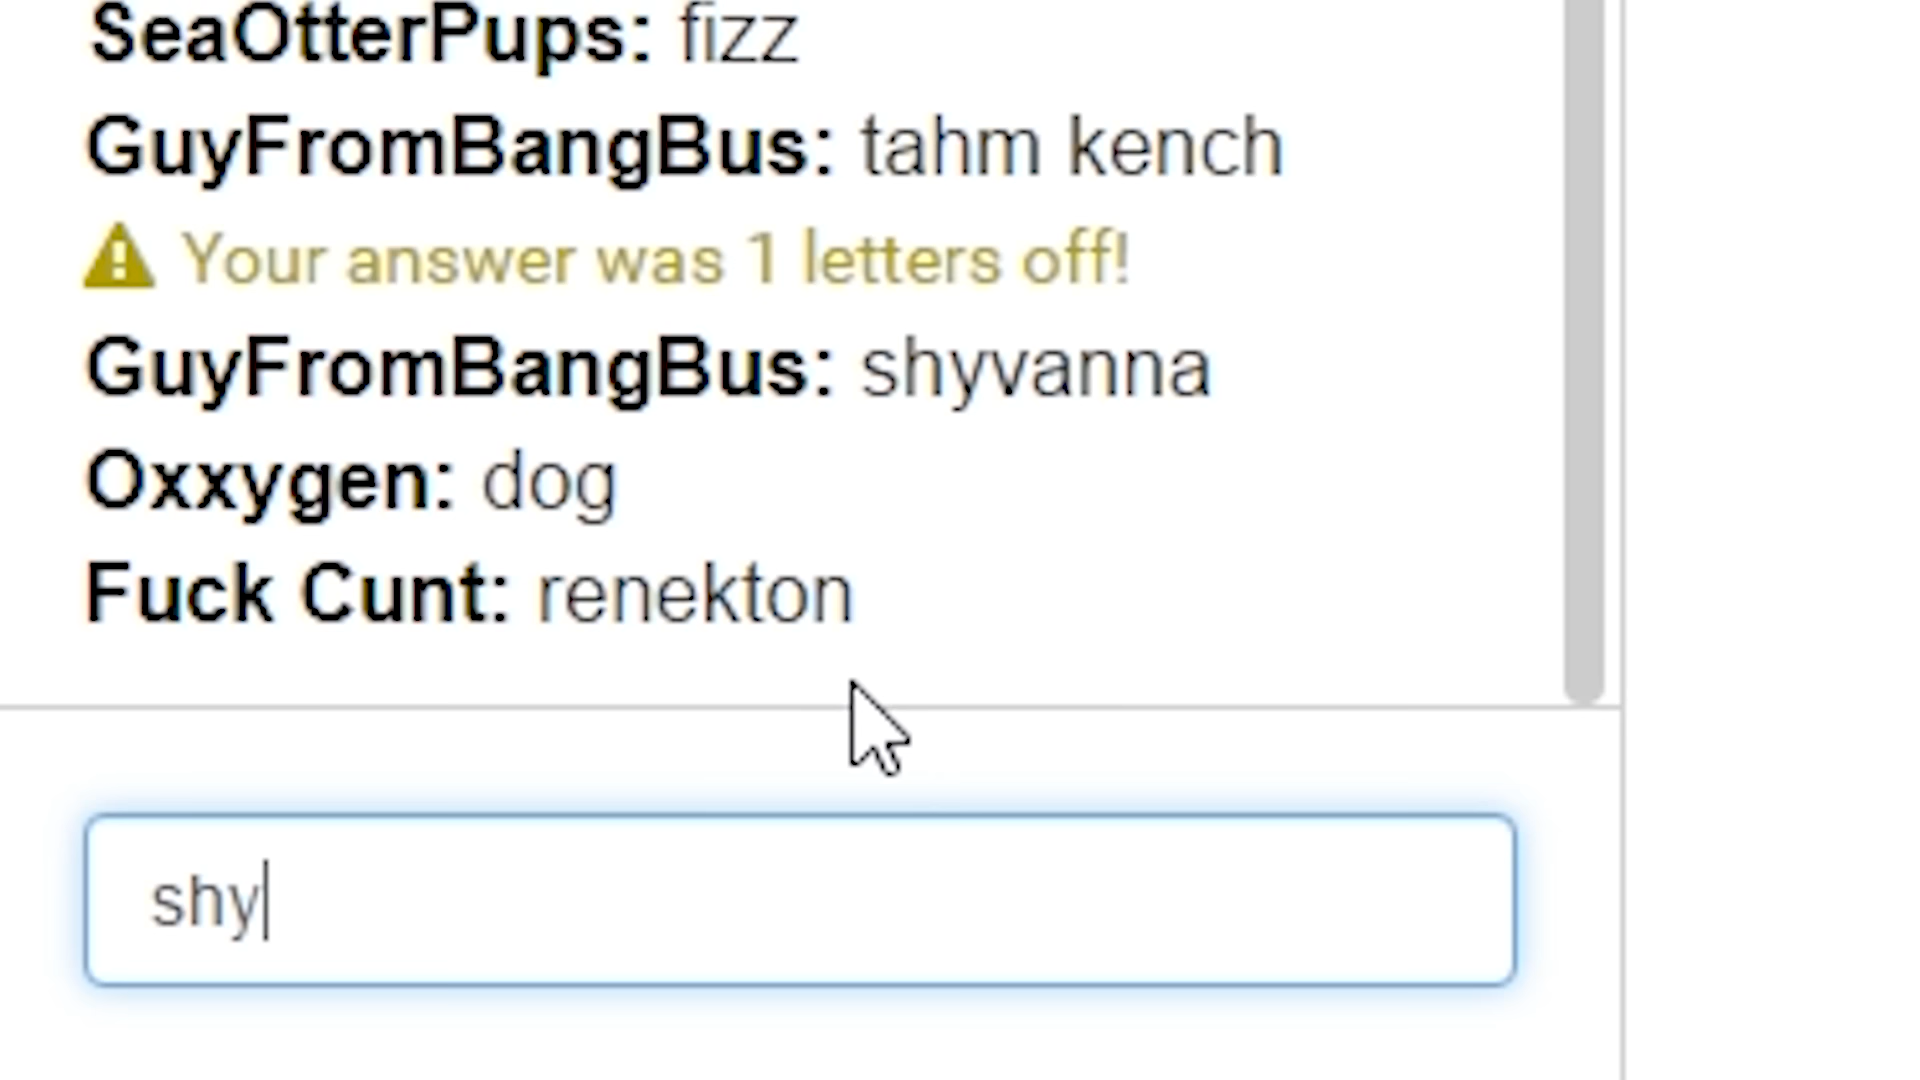 SeaOtterPups: fizz
GuyFromBangBus: tahm kench
Your answer was 1 letters off!
GuyFromBangBus: shyvanna
Oxxygen: dog
Fuck Cunt: renekton
shy